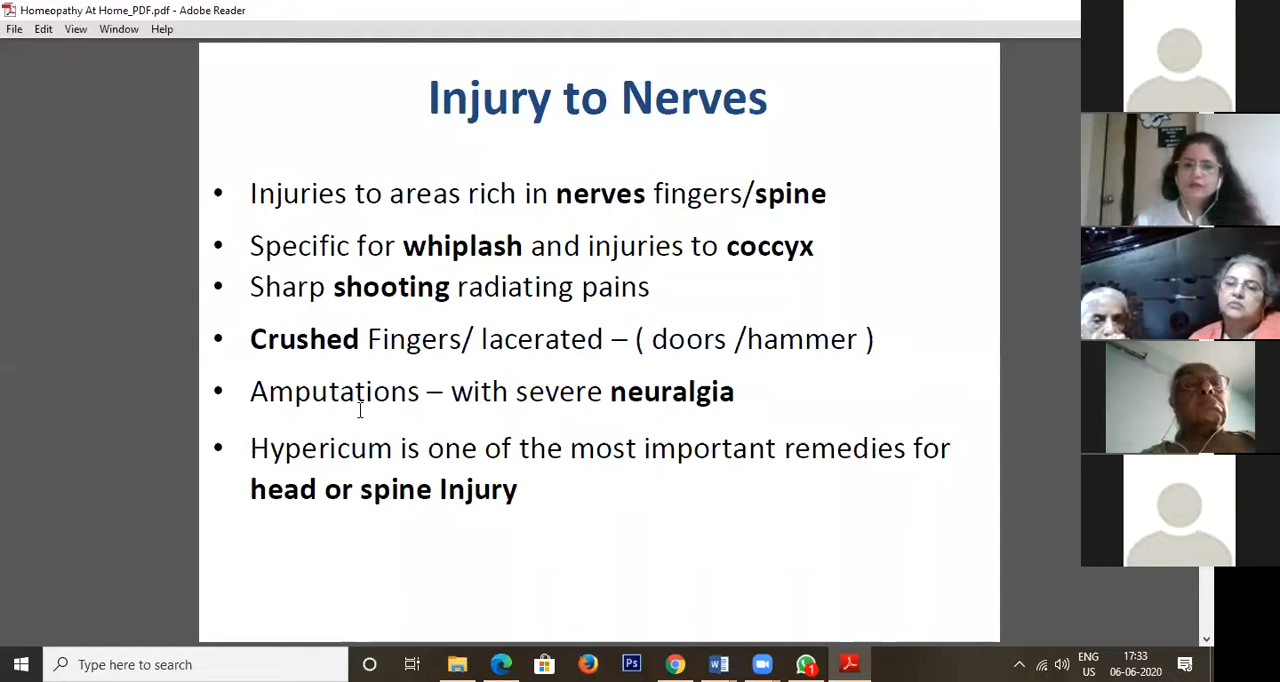 Homeopathy At Home_PDF.pdf - Adobe Reader
File Edit View Window Help
Injury to Nerves
• Injuries to areas rich in nerves fingers/spine
• Specific for whiplash and injuries to coccyx
• Sharp shooting radiating pains
• Crushed Fingers/ lacerated – ( doors /hammer )
• Amputations – with severe neuralgia
• Hypericum is one of the most important remedies for
head or spine Injury
Type here to search
Ps
1
ENG
US
17:33
06-06-2020